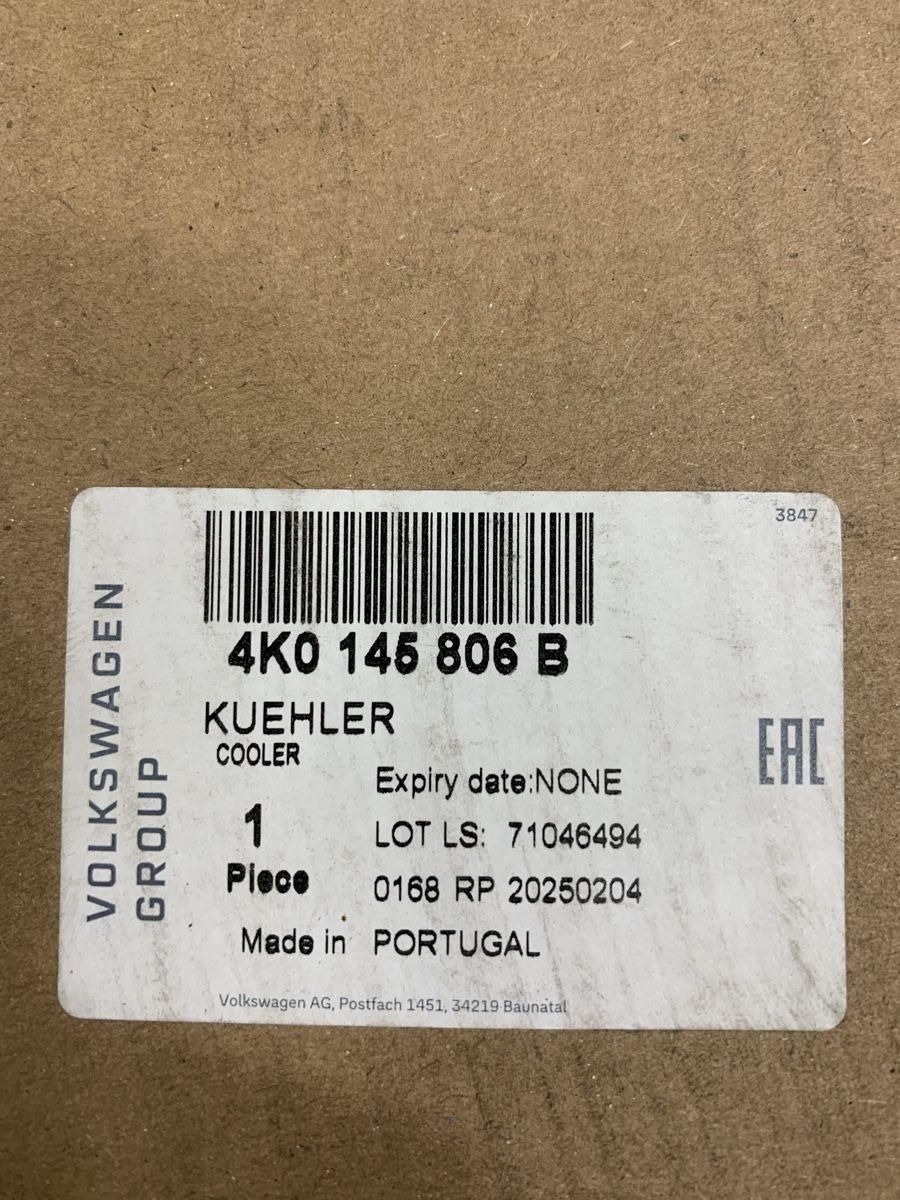 3847
4K0 145 806 B
KUEHLER
COOLER
Expiry date:NONE
1
Piece
LOT LS: 71046494
0168 RP 20250204
Made in PORTUGAL
Volkswagen AG, Postfach 1451, 34219 Baunatal
VOLKSWAGEN
GROUP
EAC